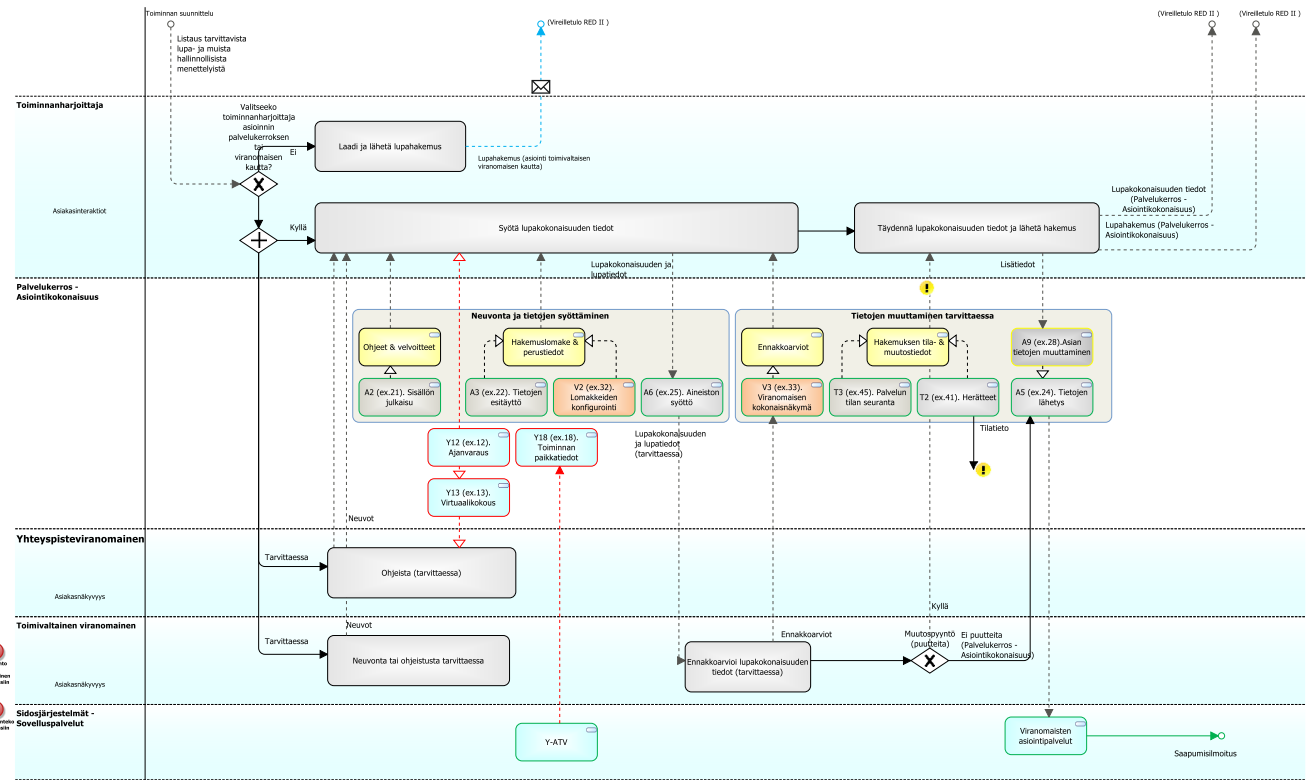 Toiminnan suunnittelu
Listaus tarvittavista
lupa- ja muista
hallinnollisista
menettelyistä
(Vireilletulo RED II )
(Vireilletulo RED II )
(Vireilletulo RED II )
Toiminnanharjoittaja
Asiakasinteraktiot
Valitseeko
toiminnanharjoittaja
asioinnin
palvelukerroksen
tai
viranomaisen
kautta?
Ei
Laadi ja lähetä lupahakemus
Lupahakemus (asiointi toimivaltaisen
viranomaisen kautta)
Kyllä
Syötä lupakokonaisuuden tiedot
Täydennä lupakokonaisuuden tiedot ja lähetä hakemus
Lupakokonaisuuden tiedot
(Palvelukerros -
Asiointikokonaisuus)
Lupahakemus (Palvelukerros -
Asiointikokonaisuus)
Lupakokonaisuuden ja
lupatiedot
Lisätiedot
Palvelukerros -
Asiointikokonaisuus
Neuvonta ja tietojen syöttäminen
Ohjeet & velvoitteet
Hakemuslomake &
perustiedot
A2 (ex.21). Sisällön
julkaisu
A3 (ex.22). Tietojen
esitäyttö
V2 (ex.32).
Lomakkeiden
konfigurointi
A6 (ex.25). Aineiston
syöttö
Tietojen muuttaminen tarvittaessa
Ennakkoarviot
Hakemuksen tila- &
muutostiedot
A9 (ex.28).Asian
tietojen muuttaminen
V3 (ex.33).
Viranomaisen
kokonaisnäkymä
T3 (ex.45). Palvelun
tilan seuranta
T2 (ex.41). Herätteet
A5 (ex.24). Tietojen
lähetys
Y12 (ex.12).
Ajanvaraus
Y18 (ex.18).
Toiminnan
paikkatiedot
Lupakokonaisuuden
ja lupatiedot
(tarvittaessa)
Tilatieto
Y13 (ex.13).
Virtuaalikokous
Neuvot
Yhteyspisteviranomainen
Asiakasnäkyvyys
Tarvittaessa
Ohjeista (tarvittaessa)
Kyllä
Toimivaltainen viranomainen
Asiakasnäkyvyys
Neuvot
Tarvittaessa
Neuvonta tai ohjeistusta tarvittaessa
Ennakkoarvioi lupakokonaisuuden
tiedot (tarvittaessa)
Ennakkoarviot
Muutospyyntö
(puutteita)
Ei puutteita
(Palvelukerros -
Asiointikokonaisuus)
Sidosjärjestelmät -
Sovelluspalvelut
Y-ATV
Viranomaisten
asiointipalvelut
Saapumisilmoitus